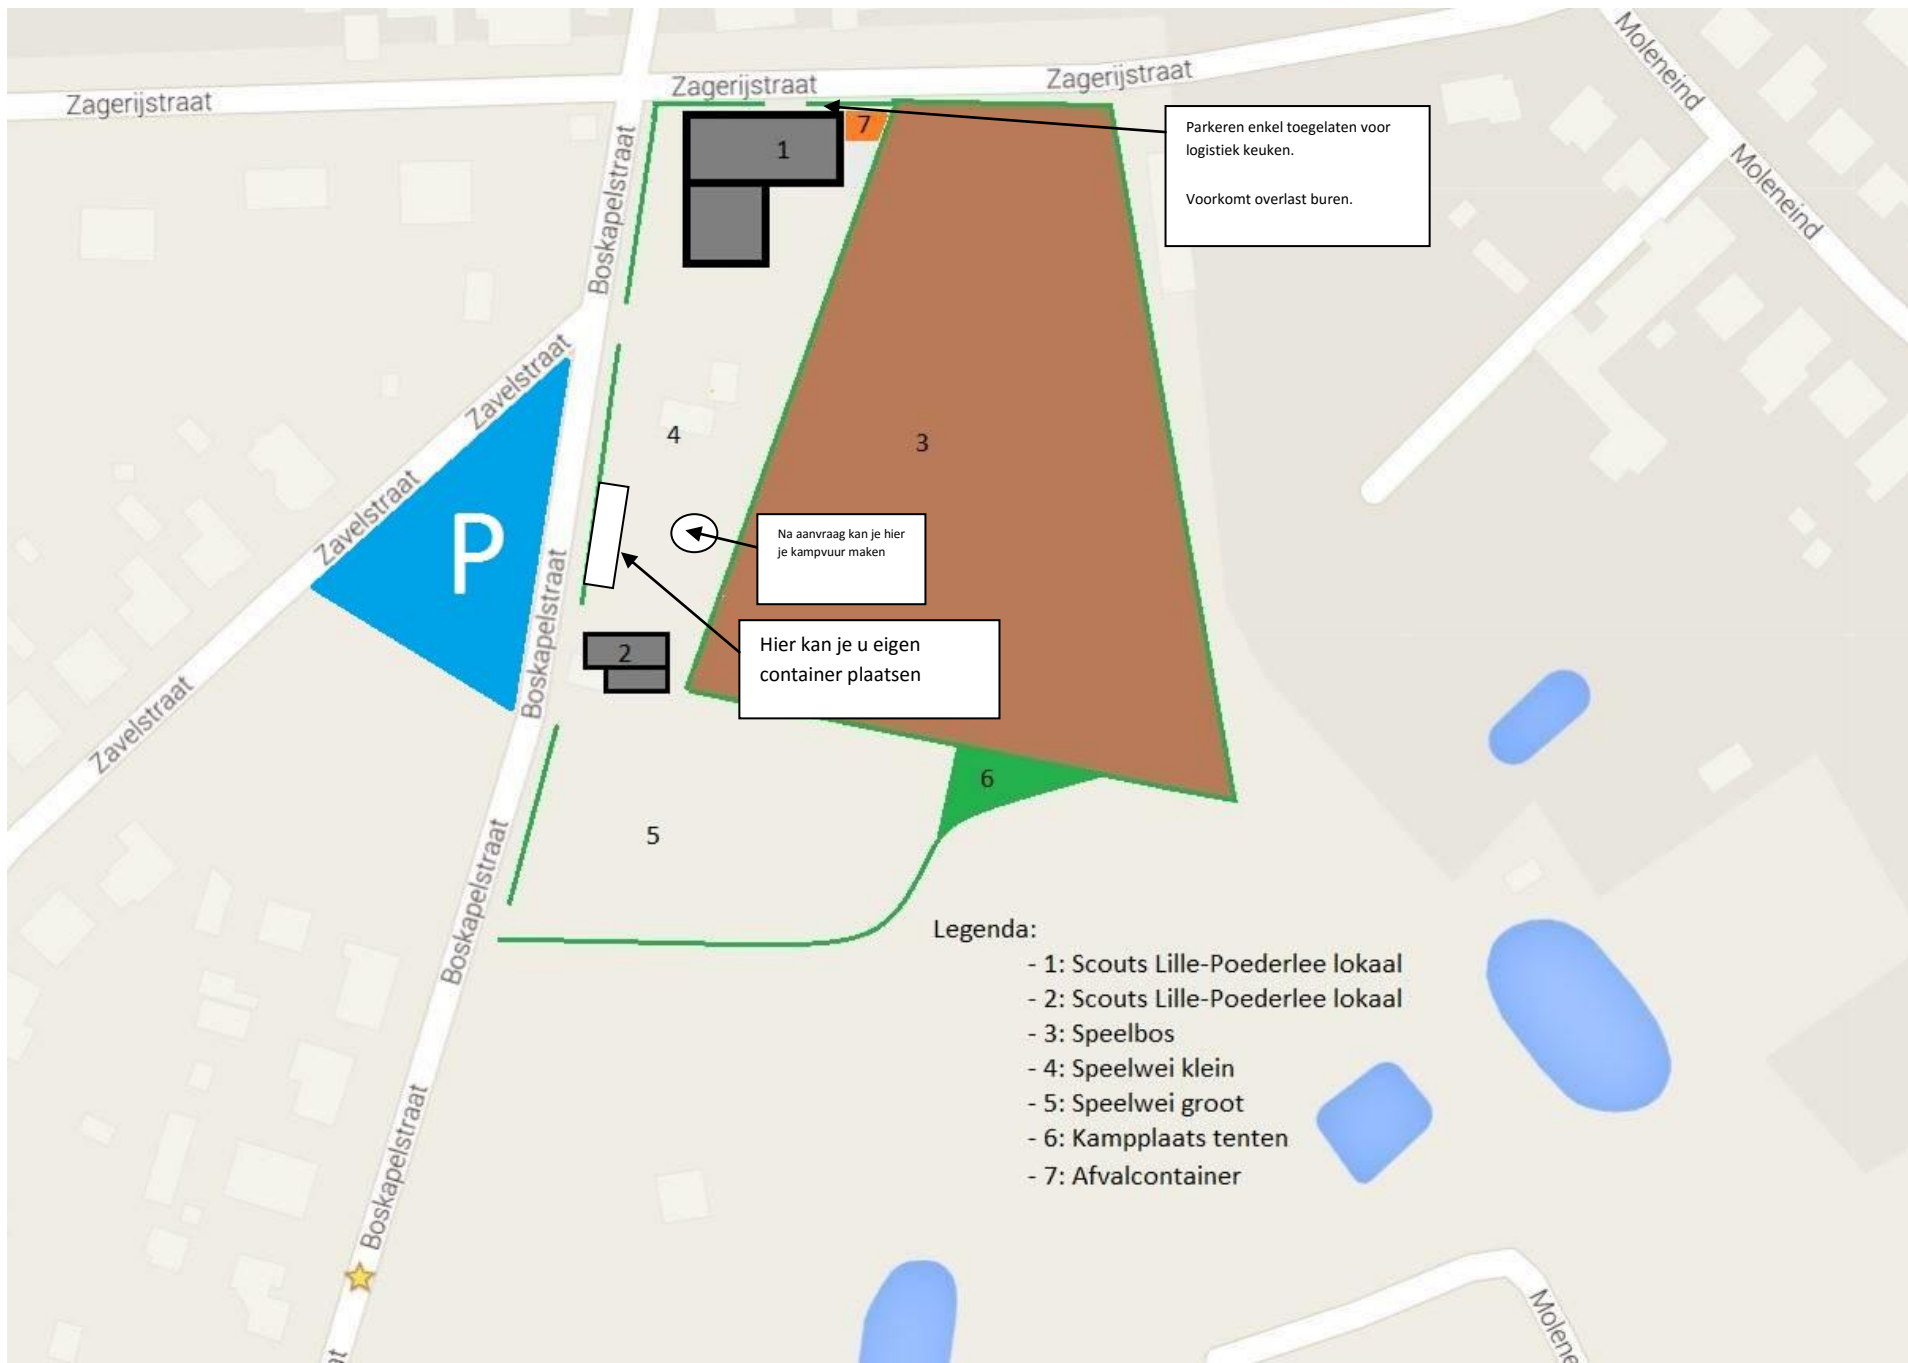 Zagerijstraat
Zagerijstraat
Zagerijstraat
Moleneind
Moleneind
Parkeren enkel toegelaten voor
logistiek keuken.
Voorkomt overlast buren.
7
1
Boskapelstraat
Zavelstraat
4
3
Zavelstraat
P
Na aanvraag kan je hier
je kampvuur maken
Boskapelstraat
Hier kan je u eigen
container plaatsen
2
Zavelstraat
6
5
Boskapelstraat
Legenda:
- 1: Scouts Lille-Poederlee lokaal
- 2: Scouts Lille-Poederlee lokaal
- 3: Speelbos
- 4: Speelwei klein
- 5: Speelwei groot
- 6: Kampplaats tenten
- 7: Afvalcontainer
Boskapelstraat
Molene
at